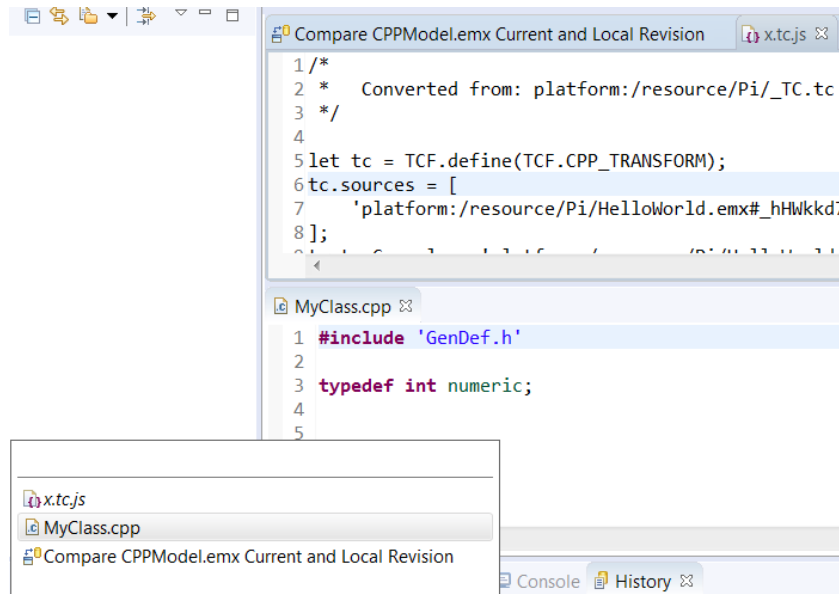 Compare CPPModel.emx Current and Local Revision x.tc.js
1 /*
2 * Converted from: platform:/resource/Pi/_TC.tc
3 */
4
5 let tc = TCF.define(TCF.CPP_TRANSFORM);
6 tc.sources = [
7 'platform:/resource/Pi/HelloWorld.emx#_hHWkkd7
8 ];
MyClass.cpp
1 #include 'GenDef.h'
2
3 typedef int numeric;
4
5
x.tc.js
MyClass.cpp
Compare CPPModel.emx Current and Local Revision
Console History